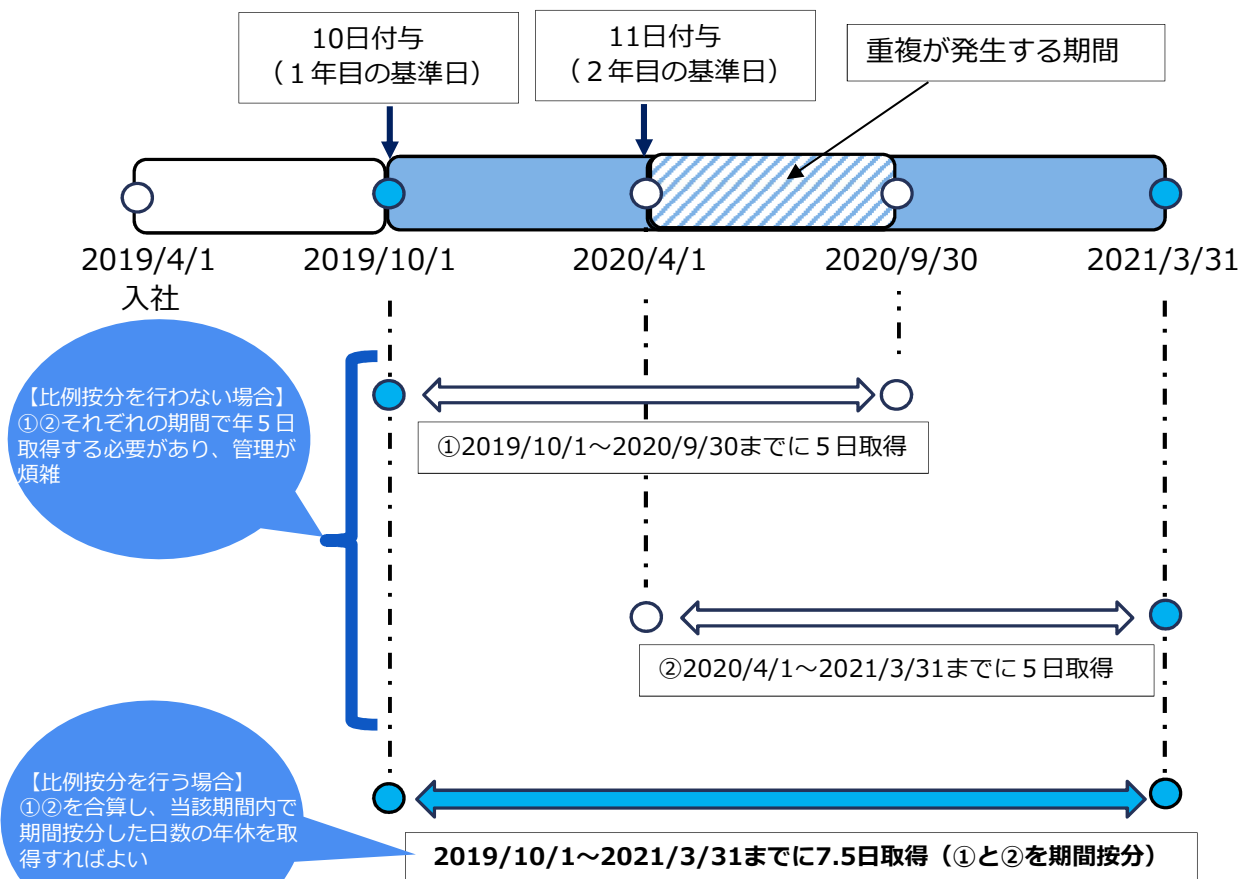 10日付与
（１年目の基準日）
11日付与
（２年目の基準日）
重複が発生する期間
2019/4/1
入社
2019/10/1
2020/4/1
2020/9/30
2021/3/31
【比例按分を行わない場合】
①②それぞれの期間で年５日
取得する必要があり、管理が
煩雑
①2019/10/1～2020/9/30までに５日取得
②2020/4/1～2021/3/31までに５日取得
【比例按分を行う場合】
①②を合算し、当該期間内で
期間按分した日数の年休を取
得すればよい
2019/10/1～2021/3/31までに7.5日取得（①と②を期間按分）